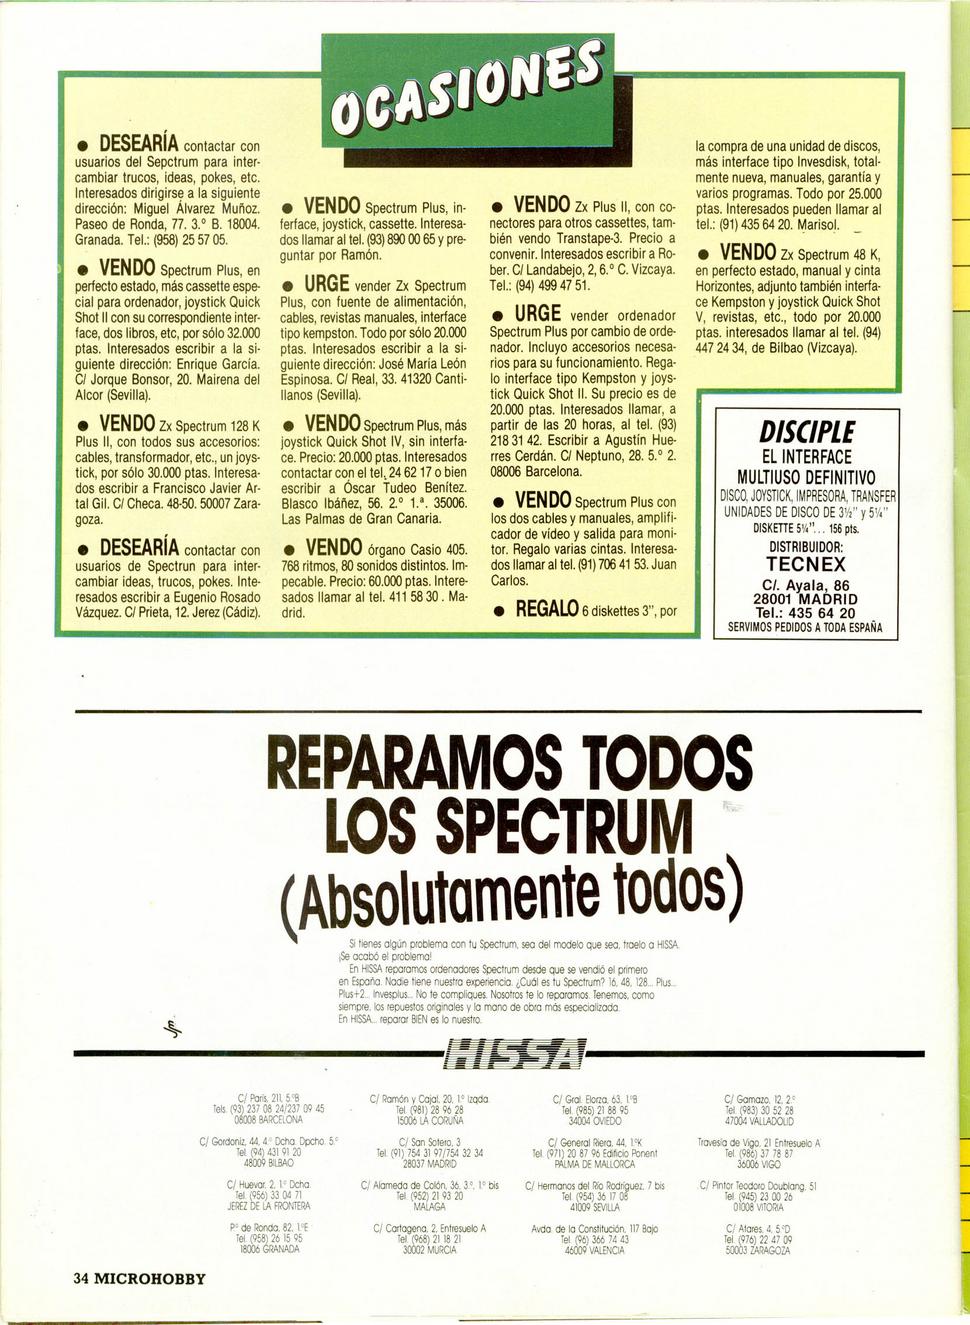 OCASIONES
● DESEARÍA contactar con
usuarios del Sepctrum para inter-
cambiar trucos, ideas, pokes, etc.
Interesados dirigirse a la siguiente
dirección: Miguel Álvarez Muñoz.
Paseo de Ronda, 77. 3.º B. 18004.
Granada. Tel.: (958) 25 57 05.
● VENDO Spectrum Plus, en
perfecto estado, más cassette espe-
cial para ordenador, joystick Quick
Shot II con su correspondiente inter-
face, dos libros, etc, por sólo 32.000
ptas. Interesados escribir a la si-
guiente dirección: Enrique García.
C/ Jorque Bonsor, 20. Mairena del
Alcor (Sevilla).
● VENDO Zx Spectrum 128 K
Plus II, con todos sus accesorios:
cables, transformador, etc., un joys-
tick, por sólo 30.000 ptas. Interesa-
dos escribir a Francisco Javier Ar-
tal Gil. C/ Checa. 48-50. 50007 Zara-
goza.
● DESEARÍA contactar con
usuarios de Spectrun para inter-
cambiar ideas, trucos, pokes. Inte-
resados escribir a Eugenio Rosado
Vázquez. C/ Prieta, 12. Jerez (Cádiz).
● VENDO Spectrum Plus, in-
terface, joystick, cassette. Interesa-
dos llamar al tel. (93) 890 00 65 y pre-
guntar por Ramón.
● URGE vender Zx Spectrum
Plus, con fuente de alimentación,
cables, revistas manuales, interface
tipo kempston. Todo por sólo 20.000
ptas. Interesados escribir a la si-
guiente dirección: José María León
Espinosa. C/ Real, 33. 41320 Canti-
llanos (Sevilla).
● VENDO Spectrum Plus, más
joystick Quick Shot IV, sin interfa-
ce. Precio: 20.000 ptas. Interesados
contactar con el tel. 24 62 17 o bien
escribir a Óscar Tudeo Benítez.
Blasco Ibáñez, 56. 2.º 1.ª. 35006.
Las Palmas de Gran Canaria.
● VENDO órgano Casio 405.
768 ritmos, 80 sonidos distintos. Im-
pecable. Precio: 60.000 ptas. Intere-
sados llamar al tel. 411 58 30 . Ma-
drid.
● VENDO Zx Plus II, con co-
nectores para otros cassettes, tam-
bién vendo Transtape-3. Precio a
convenir. Interesados escribir a Ro-
ber. C/ Landabejo, 2, 6.º C. Vizcaya.
Tel.: (94) 499 47 51.
● URGE vender ordenador
Spectrum Plus por cambio de orde-
nador. Incluyo accesorios necesa-
rios para su funcionamiento. Rega-
lo interface tipo Kempston y joys-
tick Quick Shot II. Su precio es de
20.000 ptas. Interesados llamar, a
partir de las 20 horas, al tel. (93)
218 31 42. Escribir a Agustín Hue-
rres Cerdán. C/ Neptuno, 28. 5.º 2.
08006 Barcelona.
● VENDO Spectrum Plus con
los dos cables y manuales, amplifi-
cador de vídeo y salida para moni-
tor. Regalo varias cintas. Interesa-
dos llamar al tel. (91) 706 41 53. Juan
Carlos.
● REGALO 6 diskettes 3", por
la compra de una unidad de discos,
más interface tipo Invesdisk, total-
mente nueva, manuales, garantía y
varios programas. Todo por 25.000
ptas. Interesados pueden llamar al
tel.: (91) 435 64 20. Marisol.
● VENDO Zx Spectrum 48 K,
en perfecto estado, manual y cinta
Horizontes, adjunto también interfa-
ce Kempston y joystick Quick Shot
V, revistas, etc., todo por 20.000
ptas. interesados llamar al tel. (94)
447 24 34, de Bilbao (Vizcaya).
DISCIPLE
EL INTERFACE
MULTIUSO DEFINITIVO
DISCO, JOYSTICK, IMPRESORA, TRANSFER
UNIDADES DE DISCO DE 3½" y 5¼"
DISKETTE 5¼"... 156 pts.
DISTRIBUIDOR:
TECNEX
C/. Ayala, 86
28001 MADRID
Tel.: 435 64 20
SERVIMOS PEDIDOS A TODA ESPAÑA
REPARAMOS TODOS
LOS SPECTRUM
(Absolutamente todos)
Si tienes algún problema con tu Spectrum, sea del modelo que sea, traelo a HISSA.
¡Se acabó el problema!
En HISSA reparamos ordenadores Spectrum desde que se vendió el primero
en España. Nadie tiene nuestra experiencia. ¿Cuál es tu Spectrum? 16, 48, 128... Plus...
Plus+2... Invesplus... No te compliques. Nosotros te lo reparamos. Tenemos, como
siempre, los repuestos originales y la mano de obra más especializada.
En HISSA... reparar BIEN es lo nuestro.
HISSA
C/ París, 211, 5.ºB
Tels. (93) 237 08 24/237 09 45
08008 BARCELONA
C/ Gordoniz, 44, 4.º Dcha. Dpcho. 5.º
Tel. (94) 431 91 20
48009 BILBAO
C/ Huevar, 2, 1.º Dcha.
Tel. (956) 33 04 71
JEREZ DE LA FRONTERA
P.º de Ronda, 82, 1.ºE
Tel. (958) 26 15 95
18006 GRANADA
C/ Ramón y Cajal, 20, 1.º Izqda.
Tel. (981) 28 96 28
15006 LA CORUÑA
C/ San Sotero, 3
Tel. (91) 754 31 97/754 32 34
28037 MADRID
C/ Alameda de Colón, 36, 3.º, 1.º bis
Tel. (952) 21 93 20
MALAGA
C/ Cartagena, 2, Entresuelo A
Tel. (968) 21 18 21
30002 MURCIA
C/ Gral. Elorza, 63, 1.ºB
Tel. (985) 21 88 95
34004 OVIEDO
C/ General Riera, 44, 1.ºK
Tel. (971) 20 87 96 Edificio Ponent
PALMA DE MALLORCA
C/ Hermanos del Río Rodríguez, 7 bis
Tel. (954) 36 17 08
41009 SEVILLA
Avda. de la Constitución, 117 Bajo
Tel. (96) 366 74 43
46009 VALENCIA
C/ Gamazo, 12, 2.º
Tel. (983) 30 52 28
47004 VALLADOLID
Travesía de Vigo, 21 Entresuelo A
Tel. (986) 37 78 87
36006 VIGO
C/ Pintor Teodoro Doublang, 51
Tel. (945) 23 00 26
01008 VITORIA
C/ Atares, 4, 5.ºD
Tel. (976) 22 47 09
50003 ZARAGOZA
34 MICROHOBBY